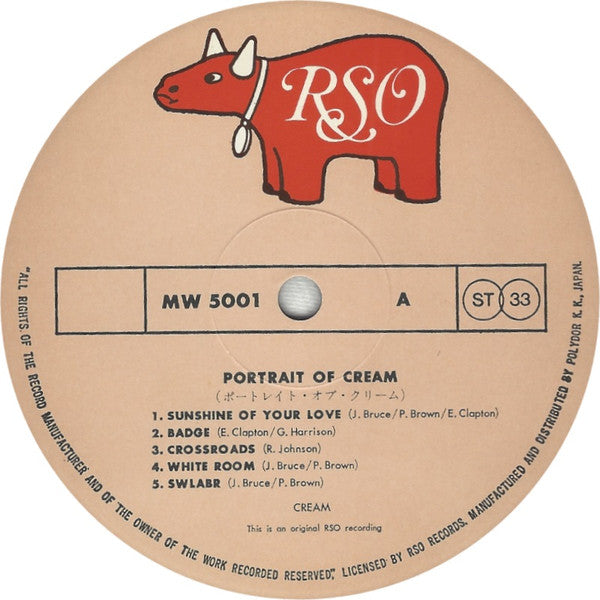 RSO
MW 5001 A ST 33
PORTRAIT OF CREAM
(ポートレイト・オブ・クリーム)
1. SUNSHINE OF YOUR LOVE (J. Bruce/P. Brown/E. Clapton)
2. BADGE (E. Clapton/G. Harrison)
3. CROSSROADS (R. Johnson)
4. WHITE ROOM (J. Bruce/P. Brown)
5. SWLABR (J. Bruce/P. Brown)
CREAM
This is an original RSO recording
"ALL RIGHTS OF THE RECORD MANUFACTURER AND OF THE OWNER OF THE WORK RECORDED RESERVED", LICENSED BY RSO RECORDS. MANUFACTURED AND DISTRIBUTED BY POLYDOR K. K., JAPAN.